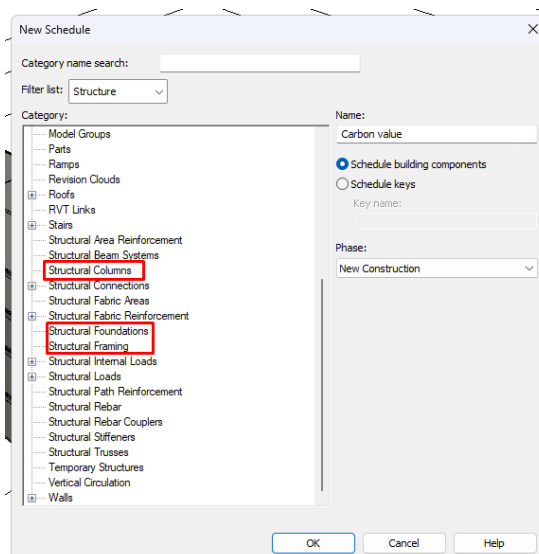 New Schedule
Category name search:
Filter list: Structure
Category:
Model Groups
Parts
Ramps
Revision Clouds
Roofs
RVT Links
Stairs
Structural Area Reinforcement
Structural Beam Systems
Structural Columns
Structural Connections
Structural Fabric Areas
Structural Fabric Reinforcement
Structural Foundations
Structural Framing
Structural Internal Loads
Structural Loads
Structural Path Reinforcement
Structural Rebar
Structural Rebar Couplers
Structural Stiffeners
Structural Trusses
Temporary Structures
Vertical Circulation
Walls
Name:
Carbon value
Schedule building components
Schedule keys
Key name:
Phase:
New Construction
OK Cancel Help